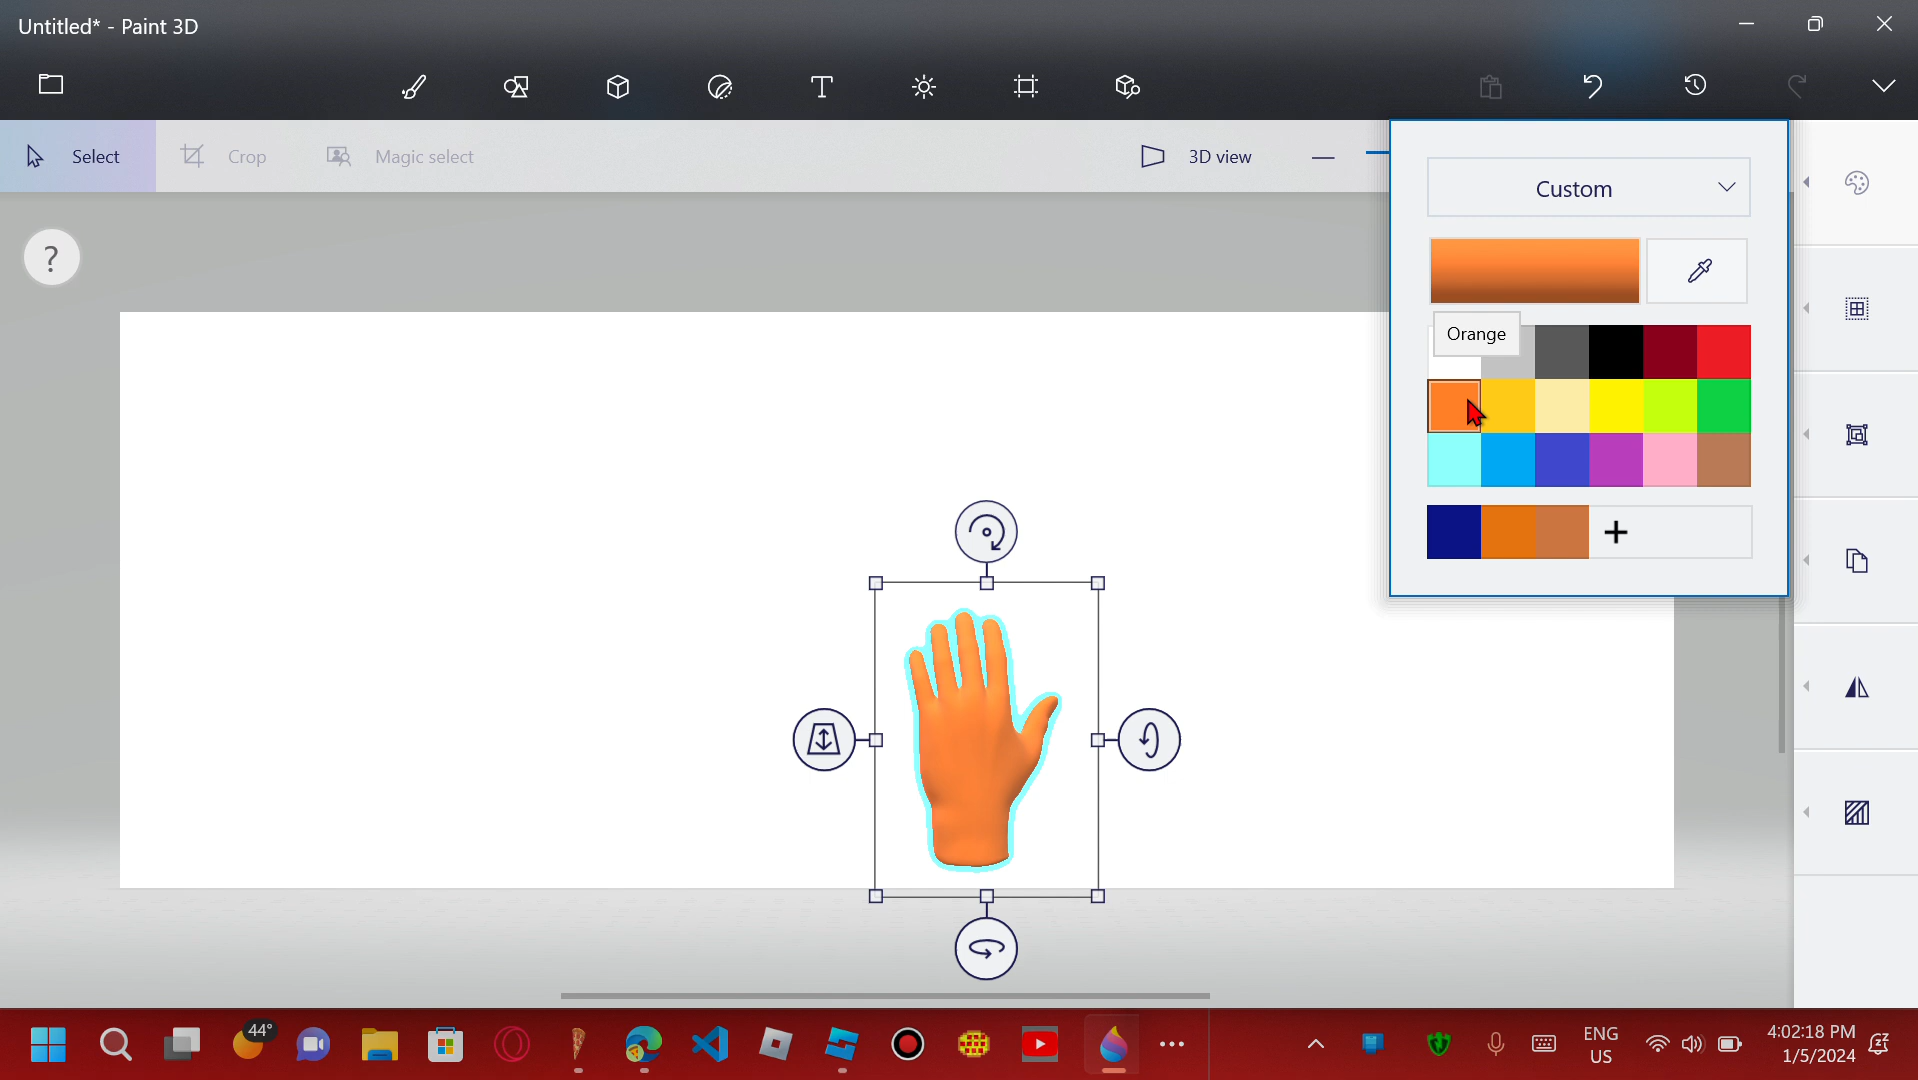 Untitled* - Paint 3D
Select
Crop
Magic select
3D view
Custom
?
Orange
44°
ENG
US
4:02:18 PM
1/5/2024